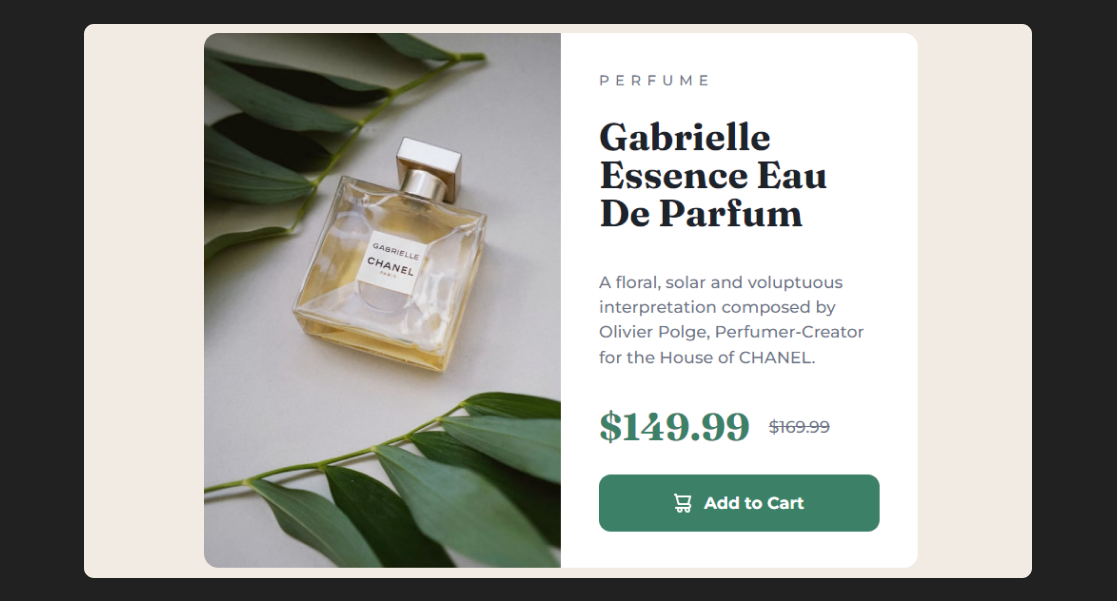 GABRIELLE
CHANEL
PARIS
PERFUME
Gabrielle
Essence Eau
De Parfum
A floral, solar and voluptuous
interpretation composed by
Olivier Polge, Perfumer-Creator
for the House of CHANEL.
$149.99 $169.99
Add to Cart